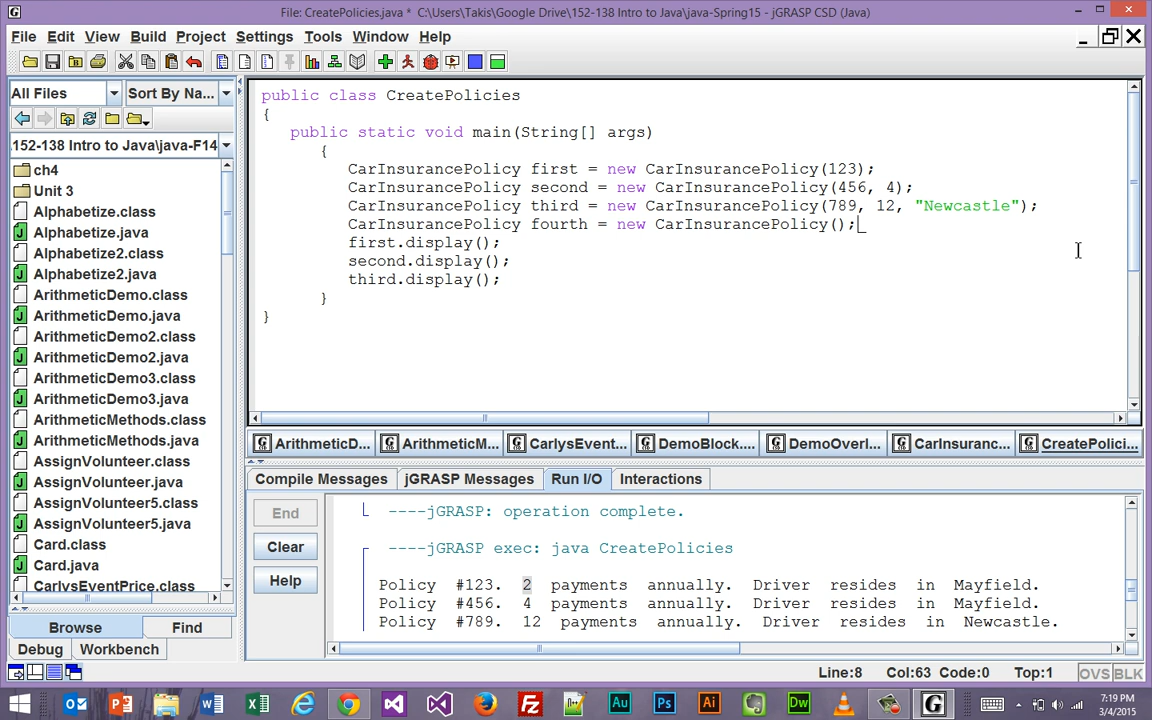 File: CreatePolicies.java *  C:\Users\Takis\Google Drive\152-138 Intro to Java\java-Spring15 - jGRASP CSD (Java)
File Edit View Build Project Settings Tools Window Help
All Files
Sort By Na...
.152-138 Intro to Java\java-F14
ch4
Unit 3
Alphabetize.class
Alphabetize.java
Alphabetize2.class
Alphabetize2.java
ArithmeticDemo.class
ArithmeticDemo.java
ArithmeticDemo2.class
ArithmeticDemo2.java
ArithmeticDemo3.class
ArithmeticDemo3.java
ArithmeticMethods.class
ArithmeticMethods.java
AssignVolunteer.class
AssignVolunteer.java
AssignVolunteer5.class
AssignVolunteer5.java
Card.class
Card.java
CarlysEventPrice.class
Browse Find
Debug Workbench
public class CreatePolicies
{
public static void main(String[] args)
{
CarInsurancePolicy first = new CarInsurancePolicy(123);
CarInsurancePolicy second = new CarInsurancePolicy(456, 4);
CarInsurancePolicy third = new CarInsurancePolicy(789, 12, "Newcastle");
CarInsurancePolicy fourth = new CarInsurancePolicy();
first.display();
second.display();
third.display();
}
}
ArithmeticD... ArithmeticM... CarlysEvent... DemoBlock.... DemoOverl... CarInsuranc... CreatePolici...
Compile Messages jGRASP Messages Run I/O Interactions
End
Clear
Help
----jGRASP: operation complete.
----jGRASP exec: java CreatePolicies
Policy #123. 2 payments annually. Driver resides in Mayfield.
Policy #456. 4 payments annually. Driver resides in Mayfield.
Policy #789. 12 payments annually. Driver resides in Newcastle.
Line:8 Col:63 Code:0 Top:1 OVS BLK
7:19 PM
3/4/2015